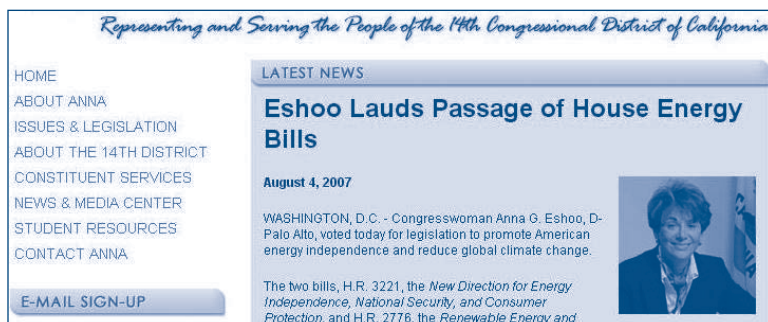 Representing and Serving the People of the 14th Congressional District of California
HOME
ABOUT ANNA
ISSUES & LEGISLATION
ABOUT THE 14TH DISTRICT
CONSTITUENT SERVICES
NEWS & MEDIA CENTER
STUDENT RESOURCES
CONTACT ANNA
E-MAIL SIGN-UP
LATEST NEWS
Eshoo Lauds Passage of House Energy
Bills
August 4, 2007
WASHINGTON, D.C. - Congresswoman Anna G. Eshoo, D-
Palo Alto, voted today for legislation to promote American
energy independence and reduce global climate change.
The two bills, H.R. 3221, the New Direction for Energy
Independence, National Security, and Consumer
Protection, and H.R. 2776, the Renewable Energy and